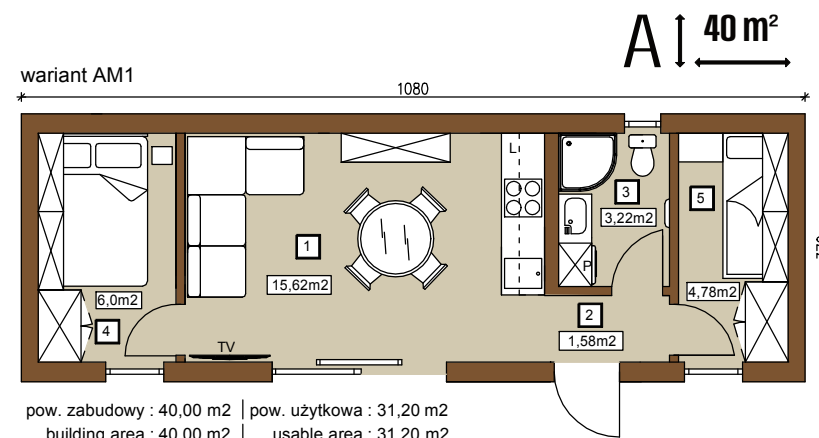 A 40 m²
wariant AM1
1080
L
3
5
3,22m2
1
15,62m2
P
6,0m2
4,78m2
2
4
1,58m2
TV
pow. zabudowy : 40,00 m2 | pow. użytkowa : 31,20 m2
building area : 40,00 m2 | usable area : 31,20 m2